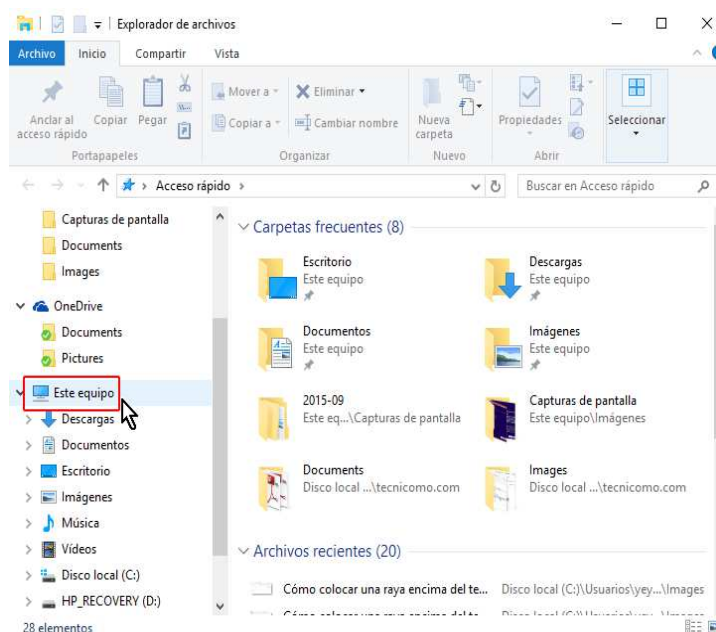 Explorador de archivos
Archivo Inicio Compartir Vista
Anclar al acceso rápido
Copiar
Pegar
Portapapeles
Mover a
Copiar a
Eliminar
Cambiar nombre
Organizar
Nueva carpeta
Nuevo
Propiedades
Abrir
Seleccionar
Acceso rápido
Buscar en Acceso rápido
Capturas de pantalla
Documents
Images
OneDrive
Documents
Pictures
Este equipo
Descargas
Documentos
Escritorio
Imágenes
Música
Vídeos
Disco local (C:)
HP_RECOVERY (D:)
Carpetas frecuentes (8)
Escritorio
Este equipo
Descargas
Este equipo
Documentos
Este equipo
Imágenes
Este equipo
2015-09
Este eq...\Capturas de pantalla
Capturas de pantalla
Este equipo\Imágenes
Documents
Disco local ...\tecnicomo.com
Images
Disco local ...\tecnicomo.com
Archivos recientes (20)
Cómo colocar una raya encima del te... Disco local (C:)\Usuarios\yey...\Images
28 elementos